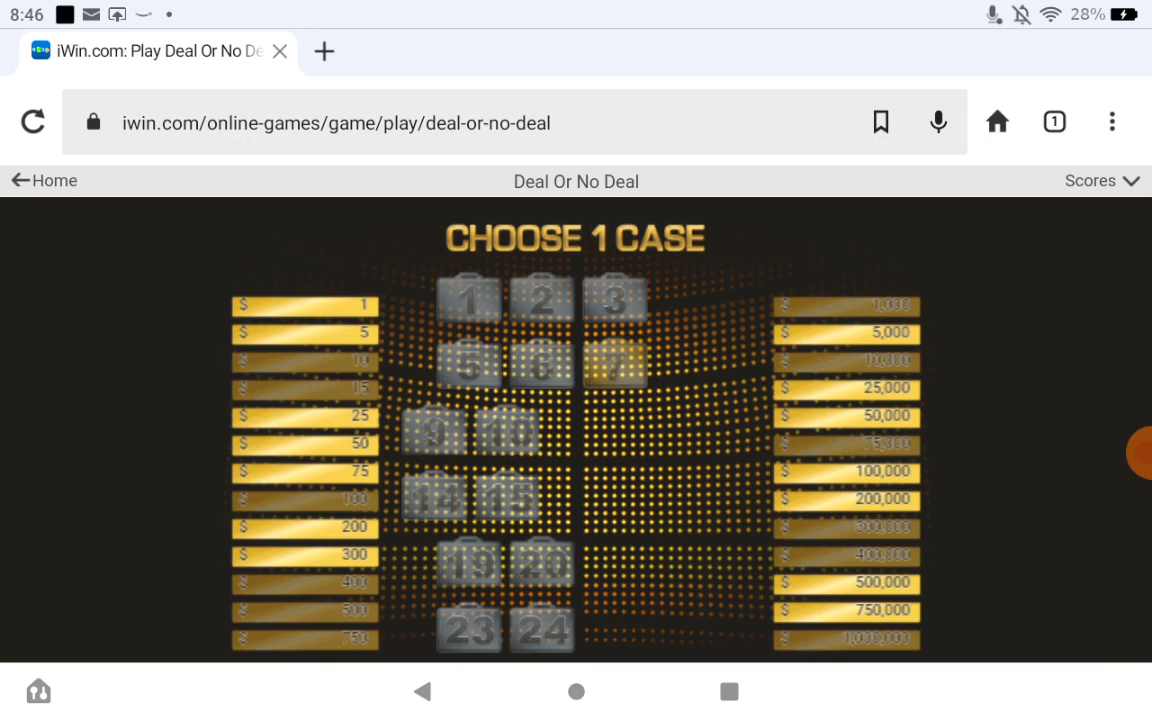 8:46 28%
iWin.com: Play Deal Or No De
iwin.com/online-games/game/play/deal-or-no-deal 1
Home Deal Or No Deal Scores
CHOOSE 1 CASE
1 2 3
$ 1 $ 1,000
$ 5 $ 5,000
5 6 7
$ 10 $ 10,000
$ 15 $ 25,000
$ 25 $ 50,000
9 10
$ 50 $ 75,000
$ 75 $ 100,000
14 15
$ 100 $ 200,000
$ 200 $ 300,000
$ 300 $ 400,000
19 20
$ 400 $ 500,000
$ 500 $ 750,000
23 24
$ 750 $ 1,000,000